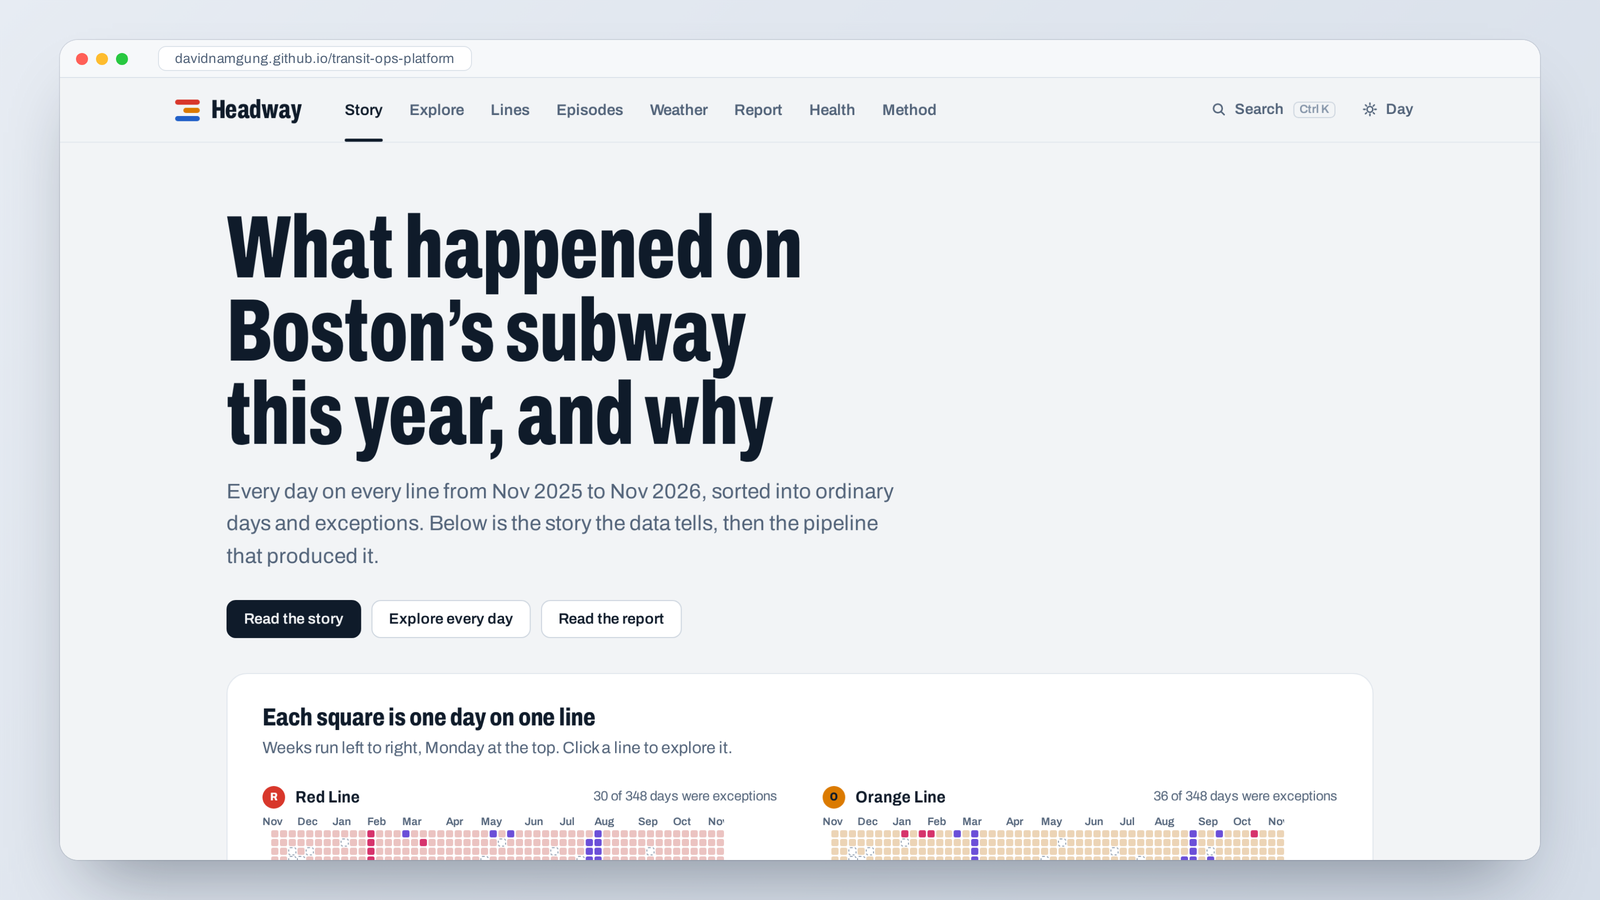 davidnamgung.github.io/transit-ops-platform
Headway Story Explore Lines Episodes Weather Report Health Method Search Ctrl K Day
What happened on
Boston’s subway
this year, and why
Every day on every line from Nov 2025 to Nov 2026, sorted into ordinary
days and exceptions. Below is the story the data tells, then the pipeline
that produced it.
Read the story Explore every day Read the report
Each square is one day on one line
Weeks run left to right, Monday at the top. Click a line to explore it.
R Red Line 30 of 348 days were exceptions
Nov Dec Jan Feb Mar Apr May Jun Jul Aug Sep Oct No
O Orange Line 36 of 348 days were exceptions
Nov Dec Jan Feb Mar Apr May Jun Jul Aug Sep Oct No